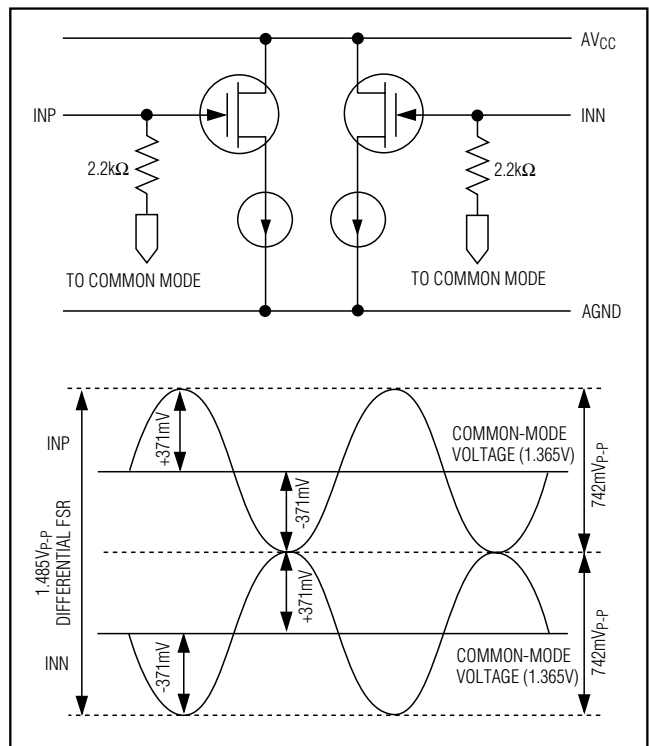 AVCC
INP
INN
2.2kΩ
2.2kΩ
TO COMMON MODE
TO COMMON MODE
AGND
INP
+371mV
COMMON-MODE
VOLTAGE (1.365V)
742mVP-P
-371mV
1.485VP-P
DIFFERENTIAL FSR
+371mV
INN
-371mV
COMMON-MODE
VOLTAGE (1.365V)
742mVP-P